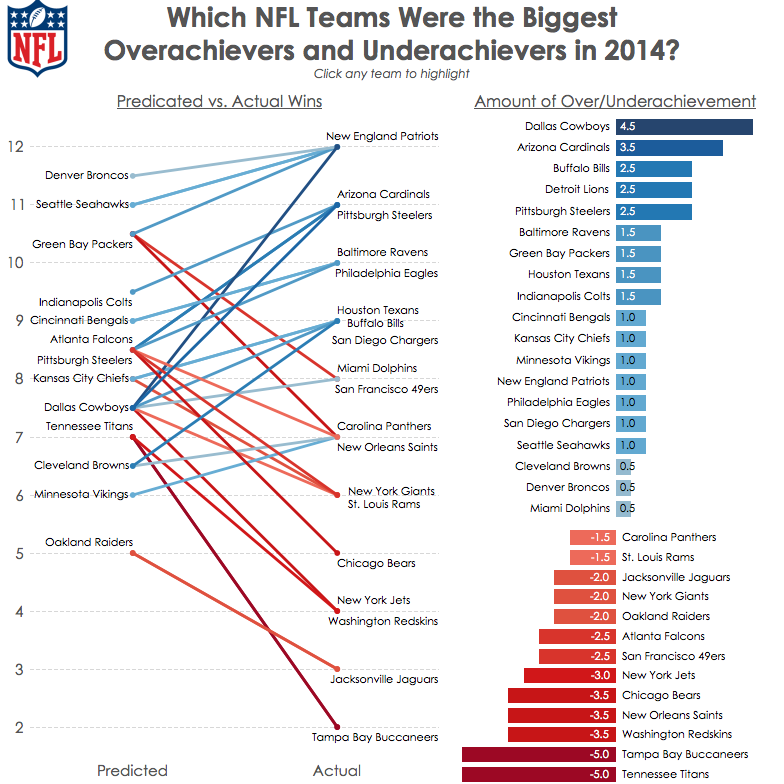 NFL
Which NFL Teams Were the Biggest
Overachievers and Underachievers in 2014?
Click any team to highlight
Predicated vs. Actual Wins
12
11
10
9
8
7
6
5
4
3
2
Denver Broncos
Seattle Seahawks
Green Bay Packers
Indianapolis Colts
Cincinnati Bengals
Atlanta Falcons
Pittsburgh Steelers
Kansas City Chiefs
Dallas Cowboys
Tennessee Titans
Cleveland Browns
Minnesota Vikings
Oakland Raiders
New England Patriots
Arizona Cardinals
Pittsburgh Steelers
Baltimore Ravens
Philadelphia Eagles
Houston Texans
Buffalo Bills
San Diego Chargers
Miami Dolphins
San Francisco 49ers
Carolina Panthers
New Orleans Saints
New York Giants
St. Louis Rams
Chicago Bears
New York Jets
Washington Redskins
Jacksonville Jaguars
Tampa Bay Buccaneers
Predicted
Actual
Amount of Over/Underachievement
Dallas Cowboys 4.5
Arizona Cardinals 3.5
Buffalo Bills 2.5
Detroit Lions 2.5
Pittsburgh Steelers 2.5
Baltimore Ravens 1.5
Green Bay Packers 1.5
Houston Texans 1.5
Indianapolis Colts 1.5
Cincinnati Bengals 1.0
Kansas City Chiefs 1.0
Minnesota Vikings 1.0
New England Patriots 1.0
Philadelphia Eagles 1.0
San Diego Chargers 1.0
Seattle Seahawks 1.0
Cleveland Browns 0.5
Denver Broncos 0.5
Miami Dolphins 0.5
-1.5 Carolina Panthers
-1.5 St. Louis Rams
-2.0 Jacksonville Jaguars
-2.0 New York Giants
-2.0 Oakland Raiders
-2.5 Atlanta Falcons
-2.5 San Francisco 49ers
-3.0 New York Jets
-3.5 Chicago Bears
-3.5 New Orleans Saints
-3.5 Washington Redskins
-5.0 Tampa Bay Buccaneers
-5.0 Tennessee Titans